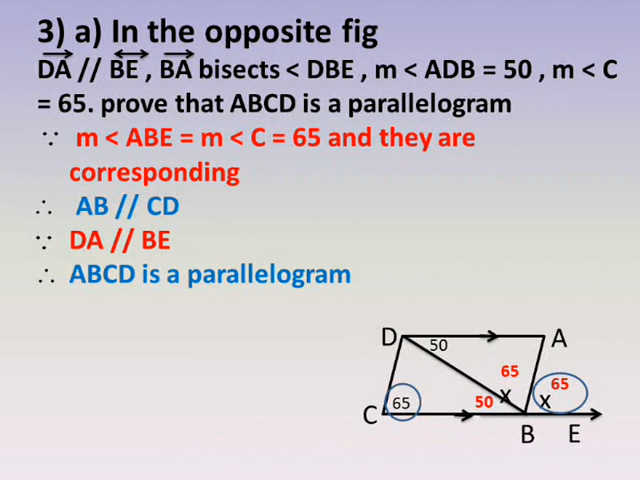 3) a) In the opposite fig
DA // BE , BA bisects < DBE , m < ADB = 50 , m < C
= 65. prove that ABCD is a parallelogram
∵ m < ABE = m < C = 65 and they are
corresponding
∴ AB // CD
∵ DA // BE
∴ ABCD is a parallelogram
D
50
A
65
65
C
65
50
X
X
B
E